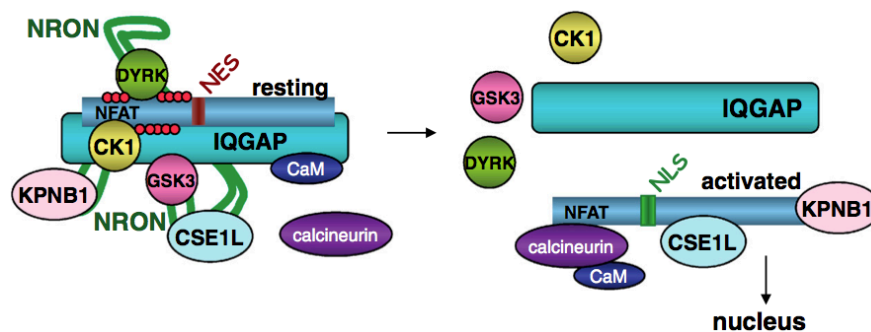 NRON
DYRK
NES
resting
NFAT
IQGAP
CK1
CaM
GSK3
KPNB1
NRON
CSE1L
calcineurin
CK1
GSK3
IQGAP
DYRK
NLS
activated
NFAT
KPNB1
calcineurin
CSE1L
CaM
nucleus